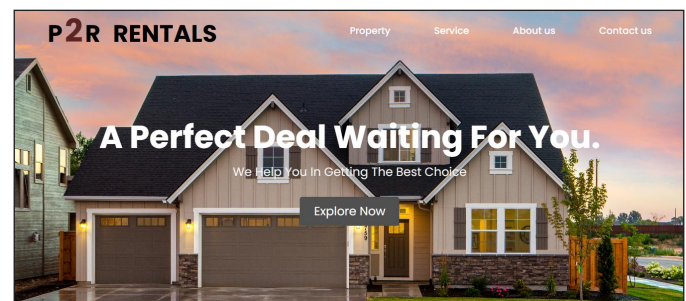 P2R RENTALS
Property Service About us Contact us
A Perfect Deal Waiting For You.
We Help You In Getting The Best Choice
Explore Now